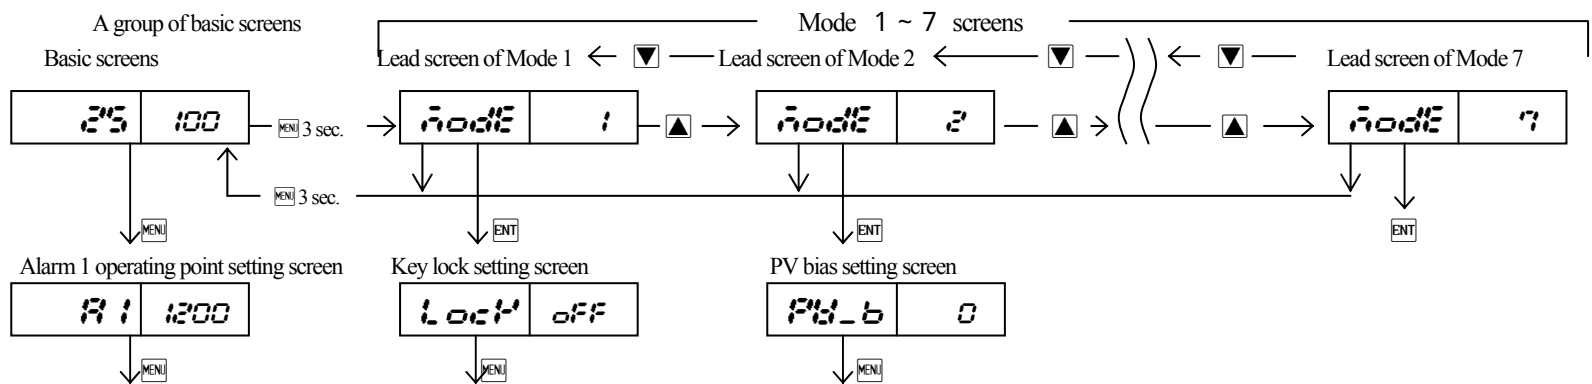 A group of basic screens
Mode 1 ~ 7 screens
Basic screens
Lead screen of Mode 1 ▼ Lead screen of Mode 2 ▼ ▼ Lead screen of Mode 7
25 100 MENU 3 sec. modE 1 ▲ modE 2 ▲ ▲ modE 7
MENU 3 sec.
MENU ENT ENT ENT
Alarm 1 operating point setting screen Key lock setting screen PV bias setting screen
A1 1200 LocK oFF PV_b 0
MENU MENU MENU